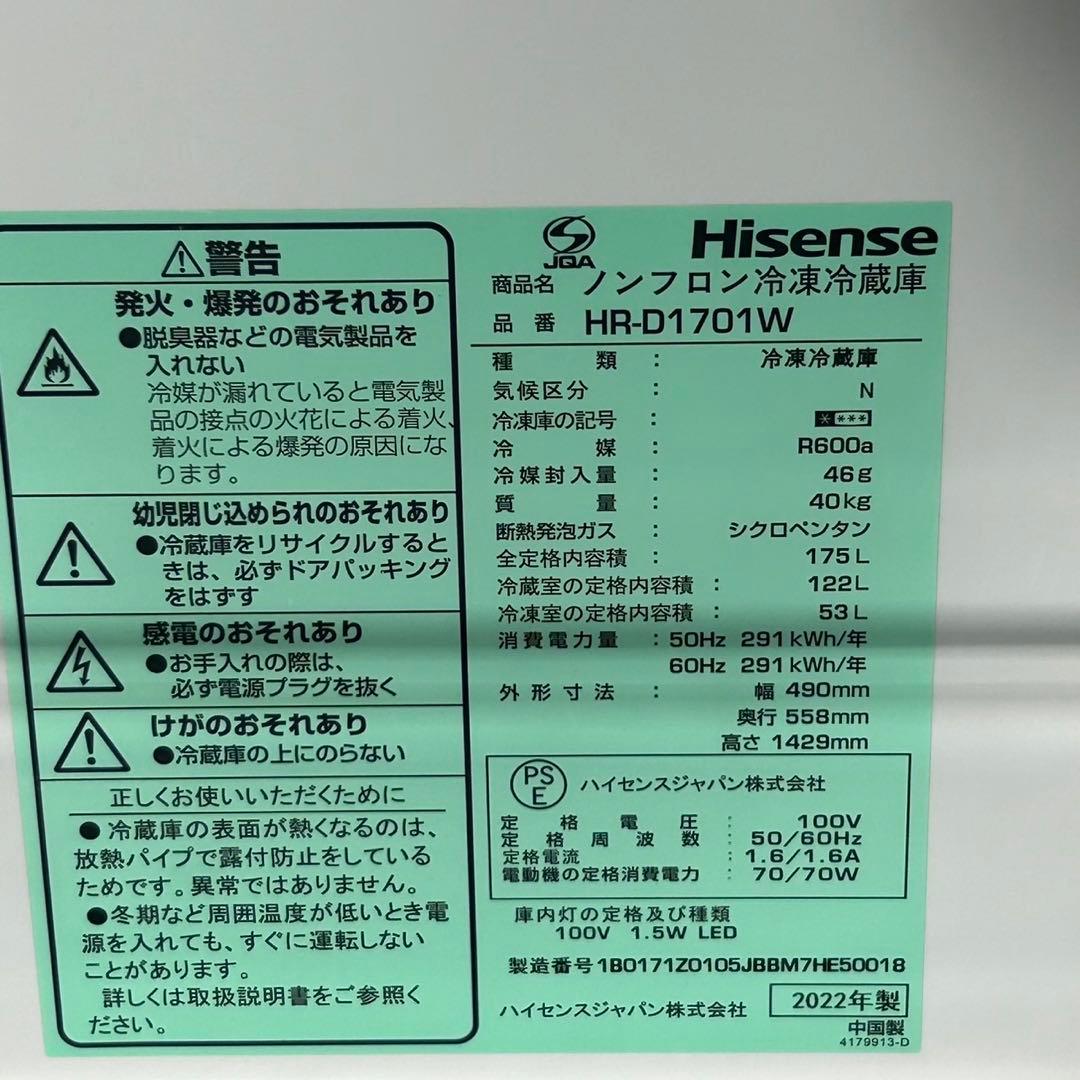 警告
発火・爆発のおそれあり
●脱臭器などの電気製品を
入れない
冷媒が漏れていると電気製
品の接点の火花による着火、
着火による爆発の原因にな
ります。
幼児閉じ込められのおそれあり
●冷蔵庫をリサイクルすると
きは、必ずドアパッキング
をはずす
感電のおそれあり
●お手入れの際は、
必ず電源プラグを抜く
けがのおそれあり
●冷蔵庫の上にのらない
正しくお使いいただくために
●冷蔵庫の表面が熱くなるのは、
放熱パイプで露付防止をしている
ためです。異常ではありません。
●冬期など周囲温度が低いとき電
源を入れても、すぐに運転しない
ことがあります。
詳しくは取扱説明書をご参照く
ださい。
JQA
Hisense
商品名 ノンフロン冷凍冷蔵庫
品番 HR-D1701W
種類 : 冷凍冷蔵庫
気候区分 : N
冷凍庫の記号 : ****
冷媒 : R600a
冷媒封入量 : 46g
質量 : 40kg
断熱発泡ガス : シクロペンタン
全定格内容積 : 175L
冷蔵室の定格内容積 : 122L
冷凍室の定格内容積 : 53L
消費電力量 : 50Hz 291kWh/年
60Hz 291kWh/年
外形寸法 : 幅 490mm
奥行 558mm
高さ 1429mm
PSE ハイセンスジャパン株式会社
定格電圧 : 100V
定格周波数 : 50/60Hz
定格電流 : 1.6/1.6A
電動機の定格消費電力 : 70/70W
庫内灯の定格及び種類
100V 1.5W LED
製造番号 1B0171Z0105JBBM7HE50018
ハイセンスジャパン株式会社 2022年製
中国製
4179913-D